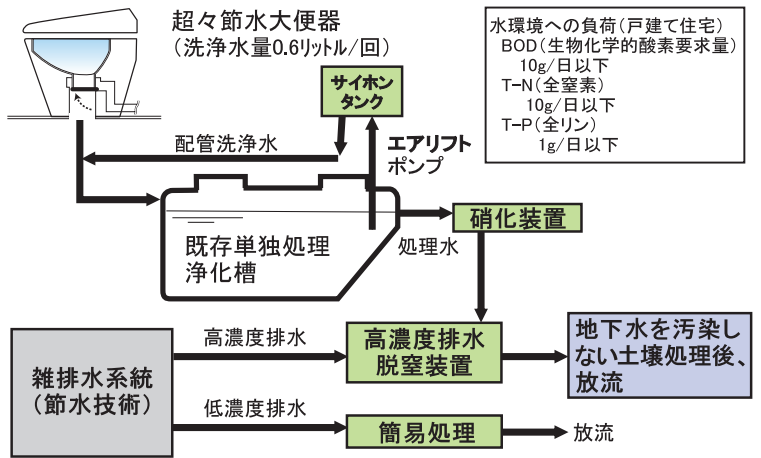 超々節水大便器
(洗浄水量0.6リットル/回)
水環境への負荷(戸建て住宅)
BOD(生物化学的酸素要求量)
10g/日以下
T-N(全窒素)
10g/日以下
T-P(全リン)
1g/日以下
サイホン
タンク
配管洗浄水
エアリフト
ポンプ
既存単独処理
浄化槽
処理水
硝化装置
雑排水系統
(節水技術)
高濃度排水
高濃度排水
脱窒装置
地下水を汚染し
ない土壌処理後、
放流
低濃度排水
簡易処理
放流